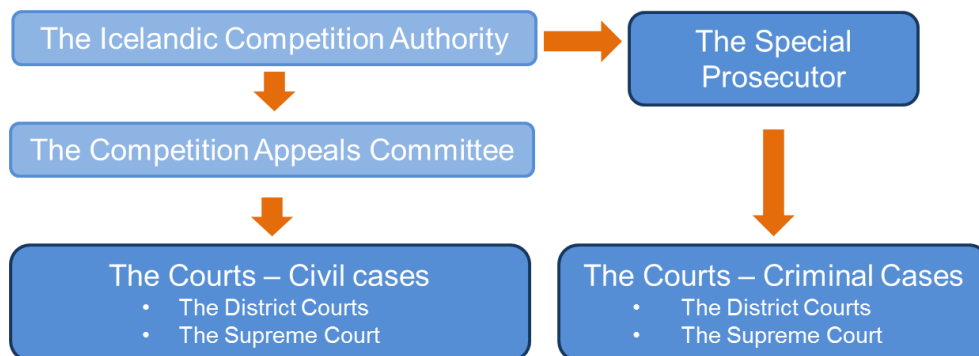 The Icelandic Competition Authority
The Special
Prosecutor
The Competition Appeals Committee
The Courts – Civil cases
• The District Courts
• The Supreme Court
The Courts – Criminal Cases
• The District Courts
• The Supreme Court